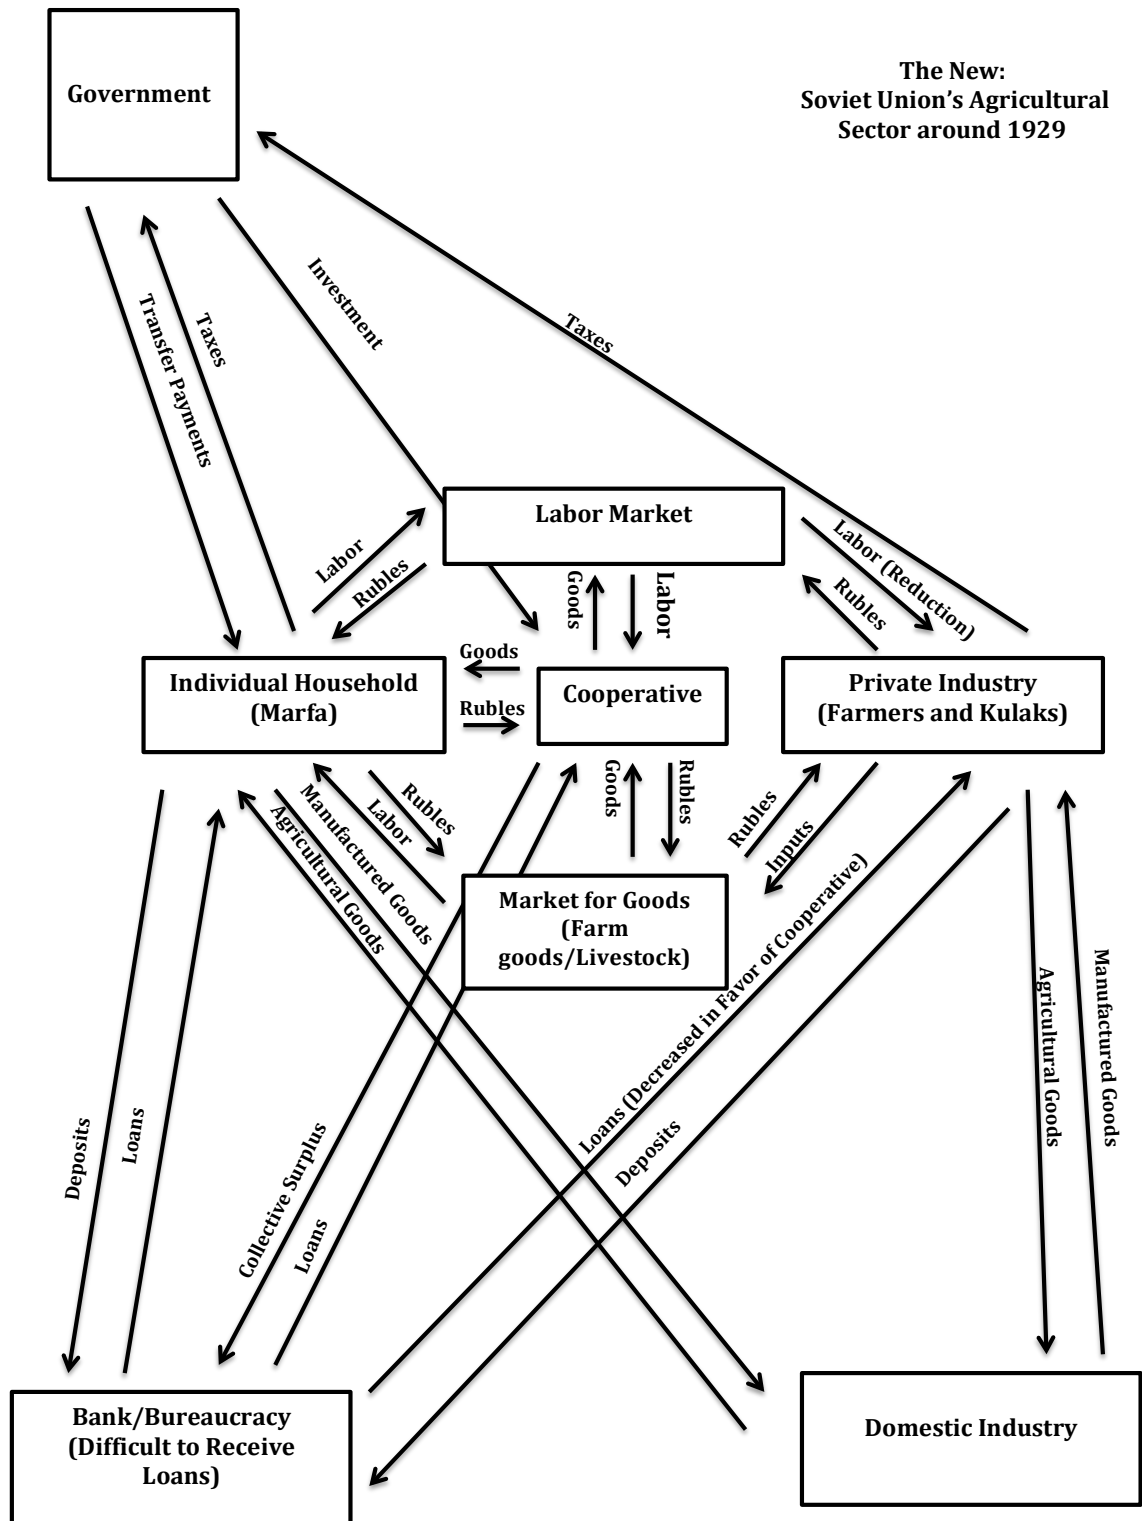 Government
The New:
Soviet Union’s Agricultural
Sector around 1929
Transfer Payments
Taxes
Investment
Taxes
Labor Market
Labor
Rubles
Goods
Labor
Labor (Reduction)
Rubles
Individual Household
(Marfa)
Goods
Rubles
Cooperative
Private Industry
(Farmers and Kulaks)
Rubles
Labor
Manufactured Goods
Agricultural Goods
Goods
Rubles
Rubles
Inputs
Market for Goods
(Farm
goods/Livestock)
Loans (Decreased in Favor of Cooperative)
Deposits
Agricultural Goods
Manufactured Goods
Deposits
Loans
Collective Surplus
Loans
Bank/Bureaucracy
(Difficult to Receive
Loans)
Domestic Industry